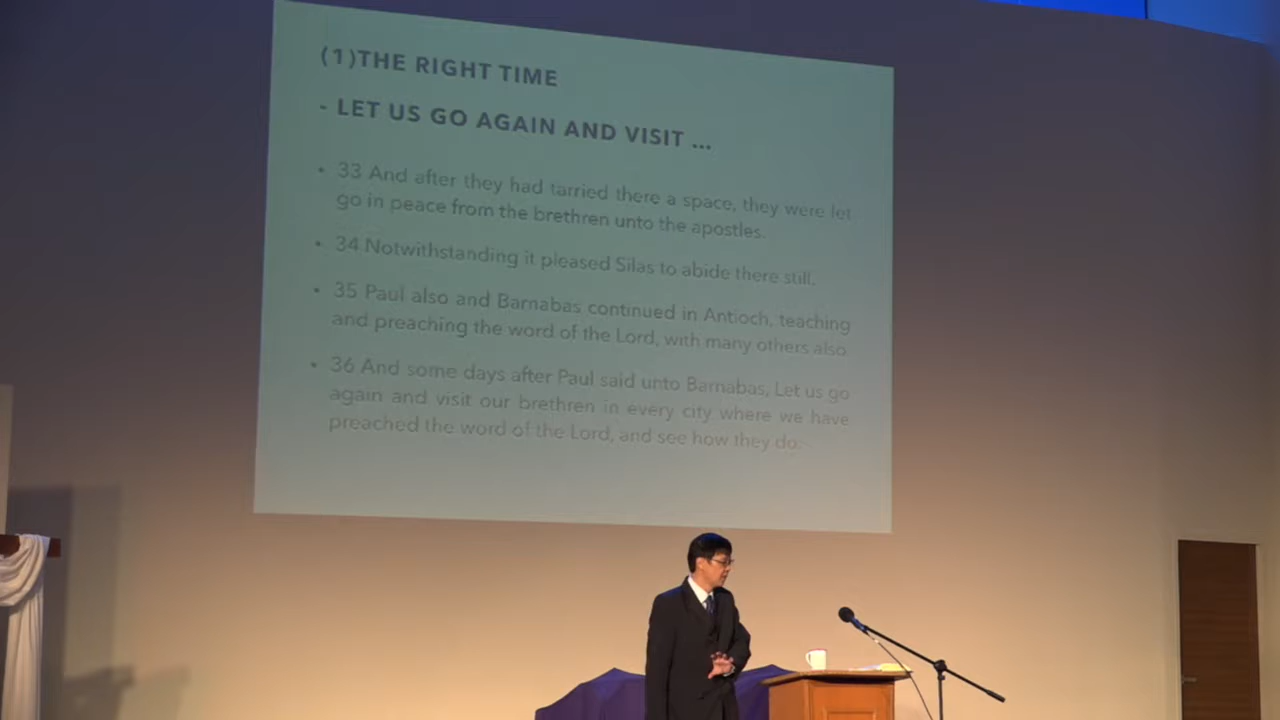 (1)THE RIGHT TIME
- LET US GO AGAIN AND VISIT ...
• 33 And after they had tarried there a space, they were let
go in peace from the brethren unto the apostles.
• 34 Notwithstanding it pleased Silas to abide there still.
• 35 Paul also and Barnabas continued in Antioch, teaching
and preaching the word of the Lord, with many others also.
• 36 And some days after Paul said unto Barnabas, Let us go
again and visit our brethren in every city where we have
preached the word of the Lord, and see how they do.